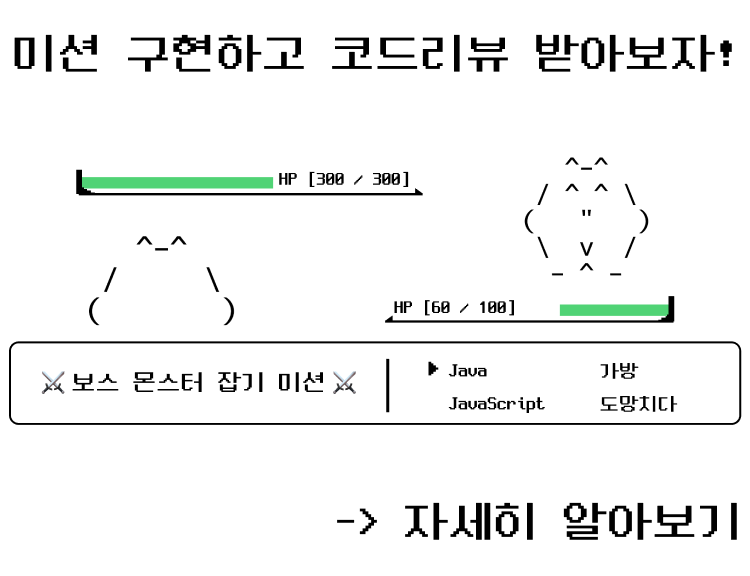 미션 구현하고 코드리뷰 받아보자!
HP [300 / 300]
^_^
/ ^ ^ \
( " )
\ v /
_ ^ _
^_^
/ \
( )
HP [60 / 100]
⚔ 보스 몬스터 잡기 미션 ⚔
▶ Java 가방
JavaScript 도망치다
-> 자세히 알아보기